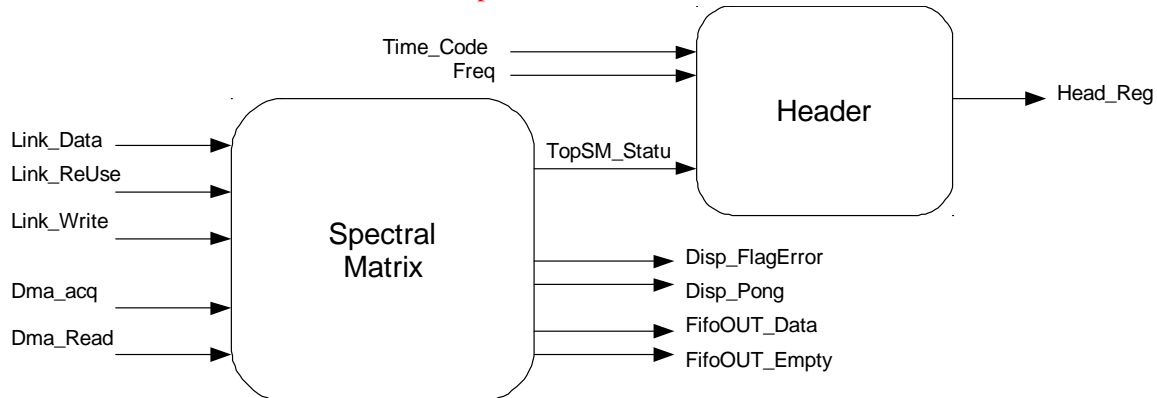 Time_Code
Freq
Header
Head_Reg
Link_Data
Link_ReUse
Link_Write
Dma_acq
Dma_Read
Spectral
Matrix
TopSM_Statu
Disp_FlagError
Disp_Pong
FifoOUT_Data
FifoOUT_Empty